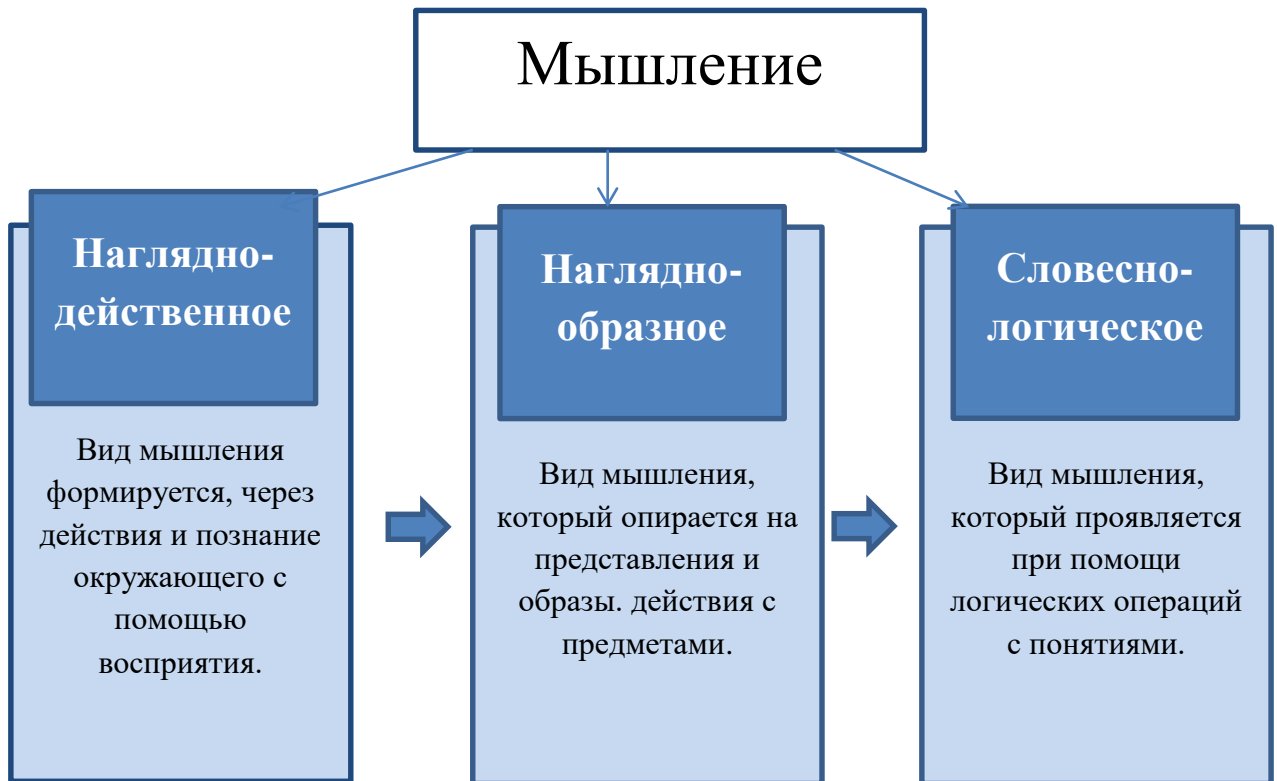 Мышление
Наглядно-
действенное
Вид мышления
формируется, через
действия и познание
окружающего с
помощью
восприятия.
Наглядно-
образное
Вид мышления,
который опирается на
представления и
образы. действия с
предметами.
Словесно-
логическое
Вид мышления,
который проявляется
при помощи
логических операций
с понятиями.